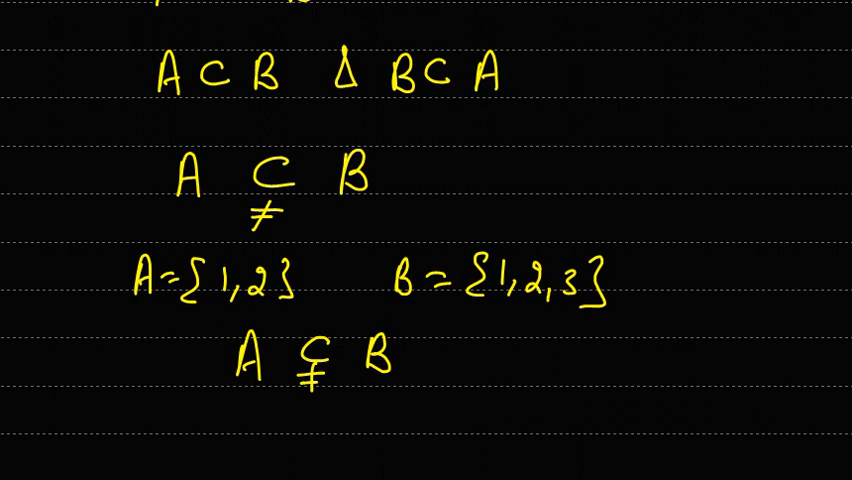 A ⊂ B & B ⊂ A
A ⊊ B
A = {1, 2} B = {1, 2, 3}
A ⊊ B